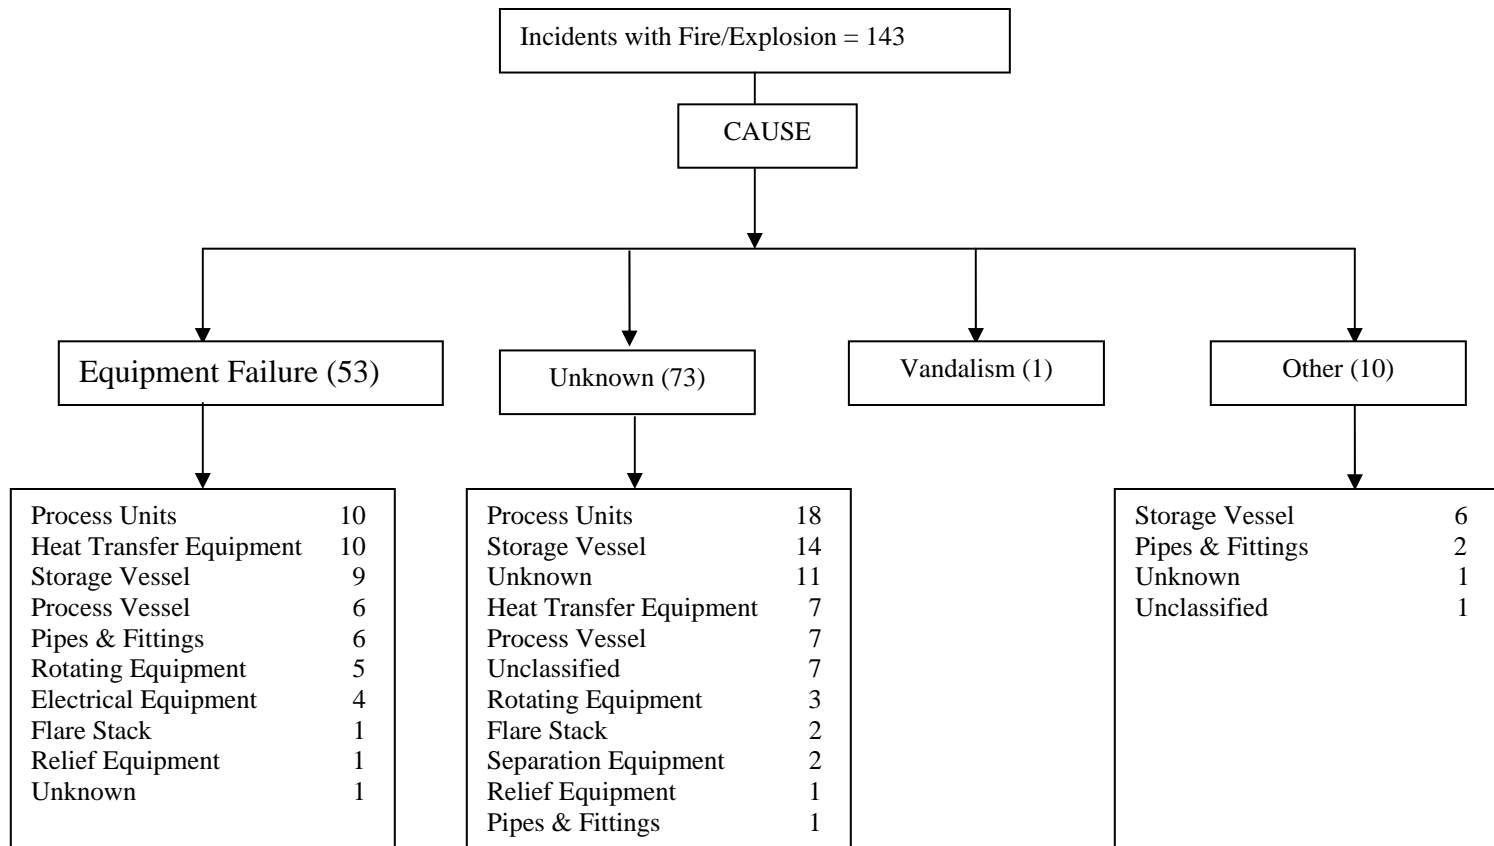 Incidents with Fire/Explosion = 143
CAUSE
Equipment Failure (53)
Unknown (73)
Vandalism (1)
Other (10)
Process Units 10
Heat Transfer Equipment 10
Storage Vessel 9
Process Vessel 6
Pipes & Fittings 6
Rotating Equipment 5
Electrical Equipment 4
Flare Stack 1
Relief Equipment 1
Unknown 1
Process Units 18
Storage Vessel 14
Unknown 11
Heat Transfer Equipment 7
Process Vessel 7
Unclassified 7
Rotating Equipment 3
Flare Stack 2
Separation Equipment 2
Relief Equipment 1
Pipes & Fittings 1
Storage Vessel 6
Pipes & Fittings 2
Unknown 1
Unclassified 1